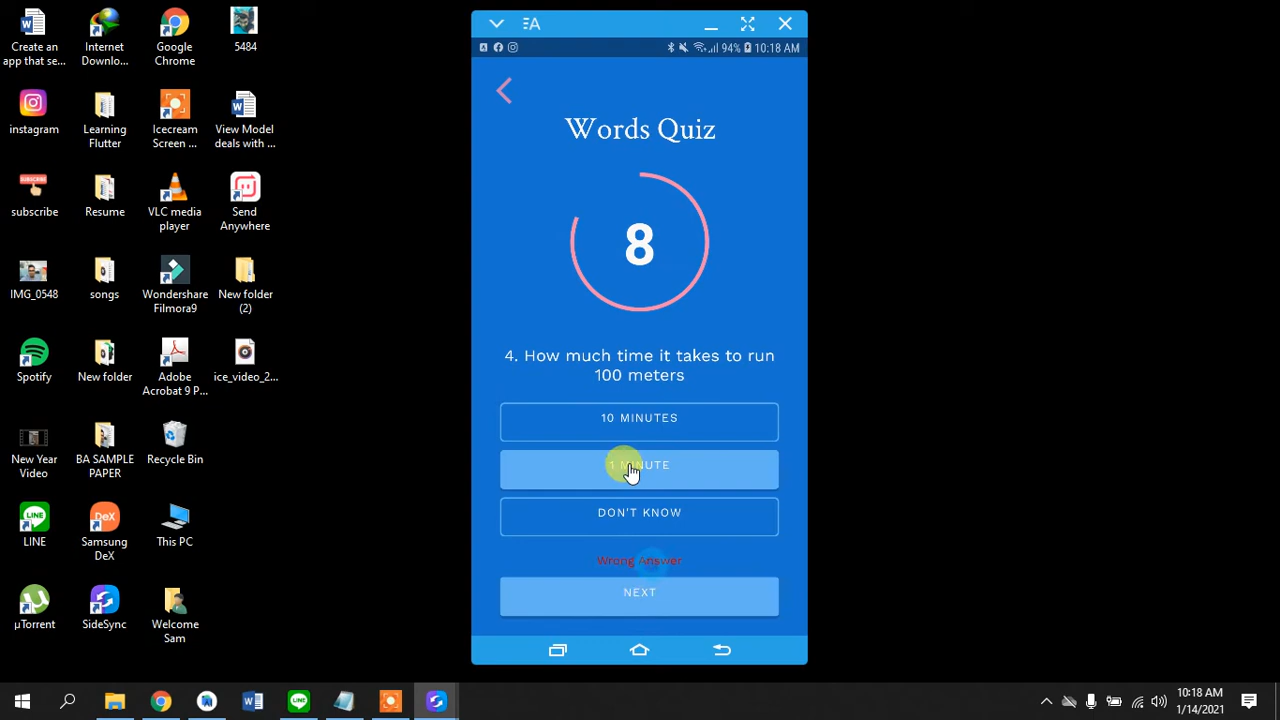 Create an
app that se...
Internet
Downlo...
Google
Chrome
5484
instagram
Learning
Flutter
Icecream
Screen ...
View Model
deals with ...
subscribe
Resume
VLC media
player
Send
Anywhere
IMG_0548
songs
Wondershare
Filmora9
New folder
(2)
Spotify
New folder
Adobe
Acrobat 9 P...
ice_video_2...
New Year
Video
BA SAMPLE
PAPER
Recycle Bin
LINE
Samsung
DeX
This PC
µTorrent
SideSync
Welcome
Sam
94% 10:18 AM
Words Quiz
8
4. How much time it takes to run
100 meters
10 MINUTES
1 MINUTE
DON'T KNOW
Wrong Answer
NEXT
10:18 AM
1/14/2021